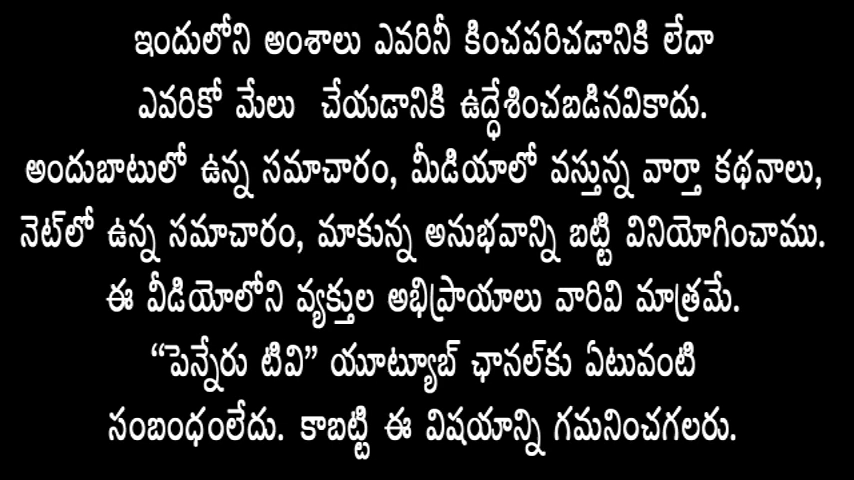 ఇందులోని అంశాలు ఎవరినీ కించపరిచడానికి లేదా
ఎవరికో మేలు చేయడానికి ఉద్ధేశించబడినవికాదు.
అందుబాటులో ఉన్న సమాచారం, మీడియాలో వస్తున్న వార్తా కథనాలు,
నెట్‌లో ఉన్న సమాచారం, మాకున్న అనుభవాన్ని బట్టి వినియోగించాము.
ఈ వీడియోలోని వ్యక్తుల అభిప్రాయాలు వారివి మాత్రమే.
“పెన్నేరు టివి” యూట్యూబ్ ఛానల్‌కు ఏటువంటి
సంబంధంలేదు. కాబట్టి ఈ విషయాన్ని గమనించగలరు.